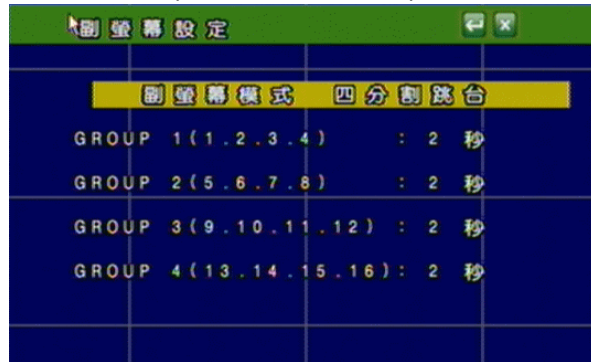 副螢幕設定
副螢幕模式 四分割跳台
GROUP 1(1.2.3.4) : 2 秒
GROUP 2(5.6.7.8) : 2 秒
GROUP 3(9.10.11.12) : 2 秒
GROUP 4(13.14.15.16): 2 秒